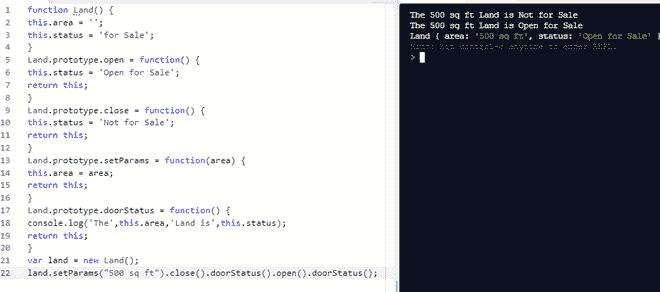 1 function Land() {
2 this.area = '';
3 this.status = 'for Sale';
4 }
5 Land.prototype.open = function() {
6 this.status = 'Open for Sale';
7 return this;
8 }
9 Land.prototype.close = function() {
10 this.status = 'Not for Sale';
11 return this;
12 }
13 Land.prototype.setParams = function(area) {
14 this.area = area;
15 return this;
16 }
17 Land.prototype.doorStatus = function() {
18 console.log('The',this.area,'Land is',this.status);
19 return this;
20 }
21 var land = new Land();
22 land.setParams("500 sq ft").close().doorStatus().open().doorStatus();
The 500 sq ft Land is Not for Sale
The 500 sq ft Land is Open for Sale
Land { area: '500 sq ft', status: 'Open for Sale' }
>